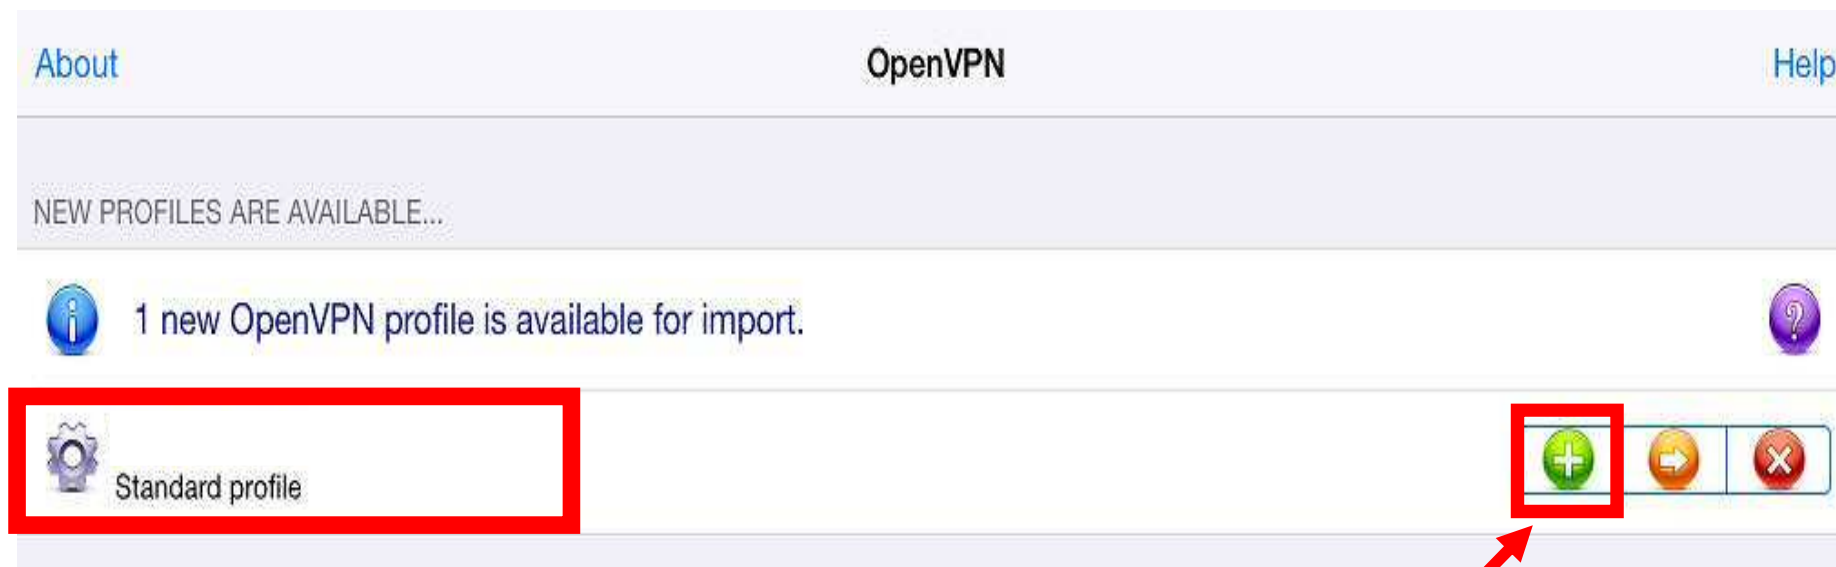 About OpenVPN Help
NEW PROFILES ARE AVAILABLE...
1 new OpenVPN profile is available for import.
Standard profile